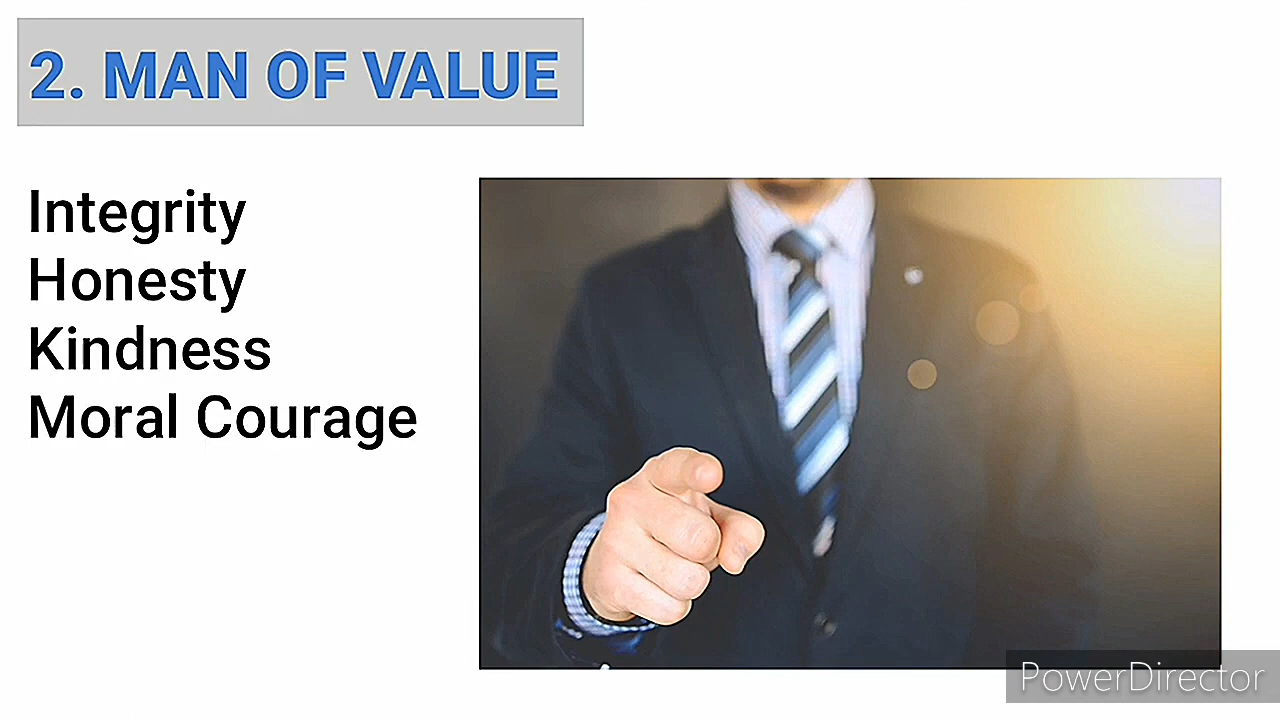 2. MAN OF VALUE
Integrity
Honesty
Kindness
Moral Courage
PowerDirector